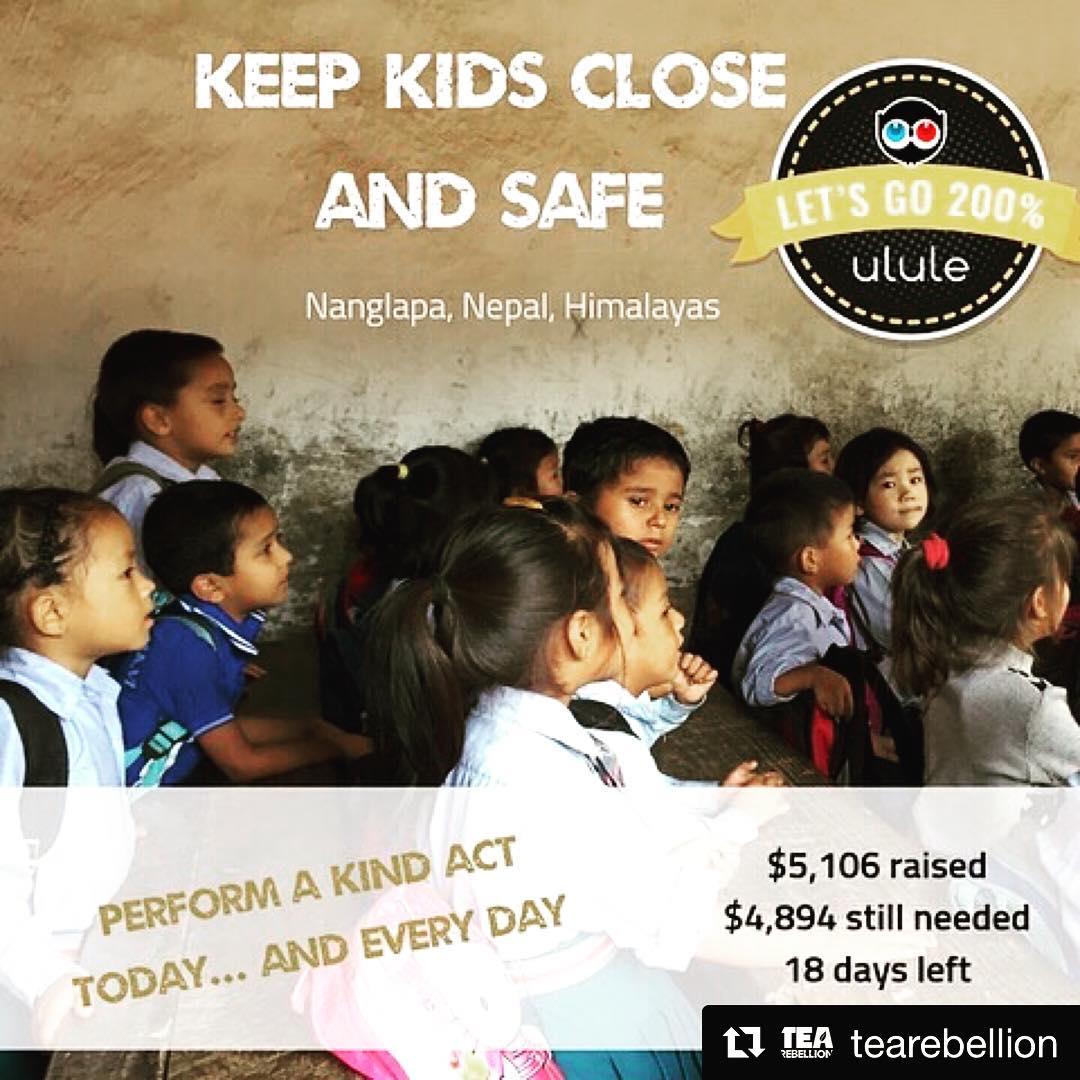 KEEP KIDS CLOSE
AND SAFE
LET'S GO 200%
ulule
Nanglapa, Nepal, Himalayas
PERFORM A KIND ACT
TODAY... AND EVERY DAY
$5,106 raised
$4,894 still needed
18 days left
TEA
REBELLION
tearebellion